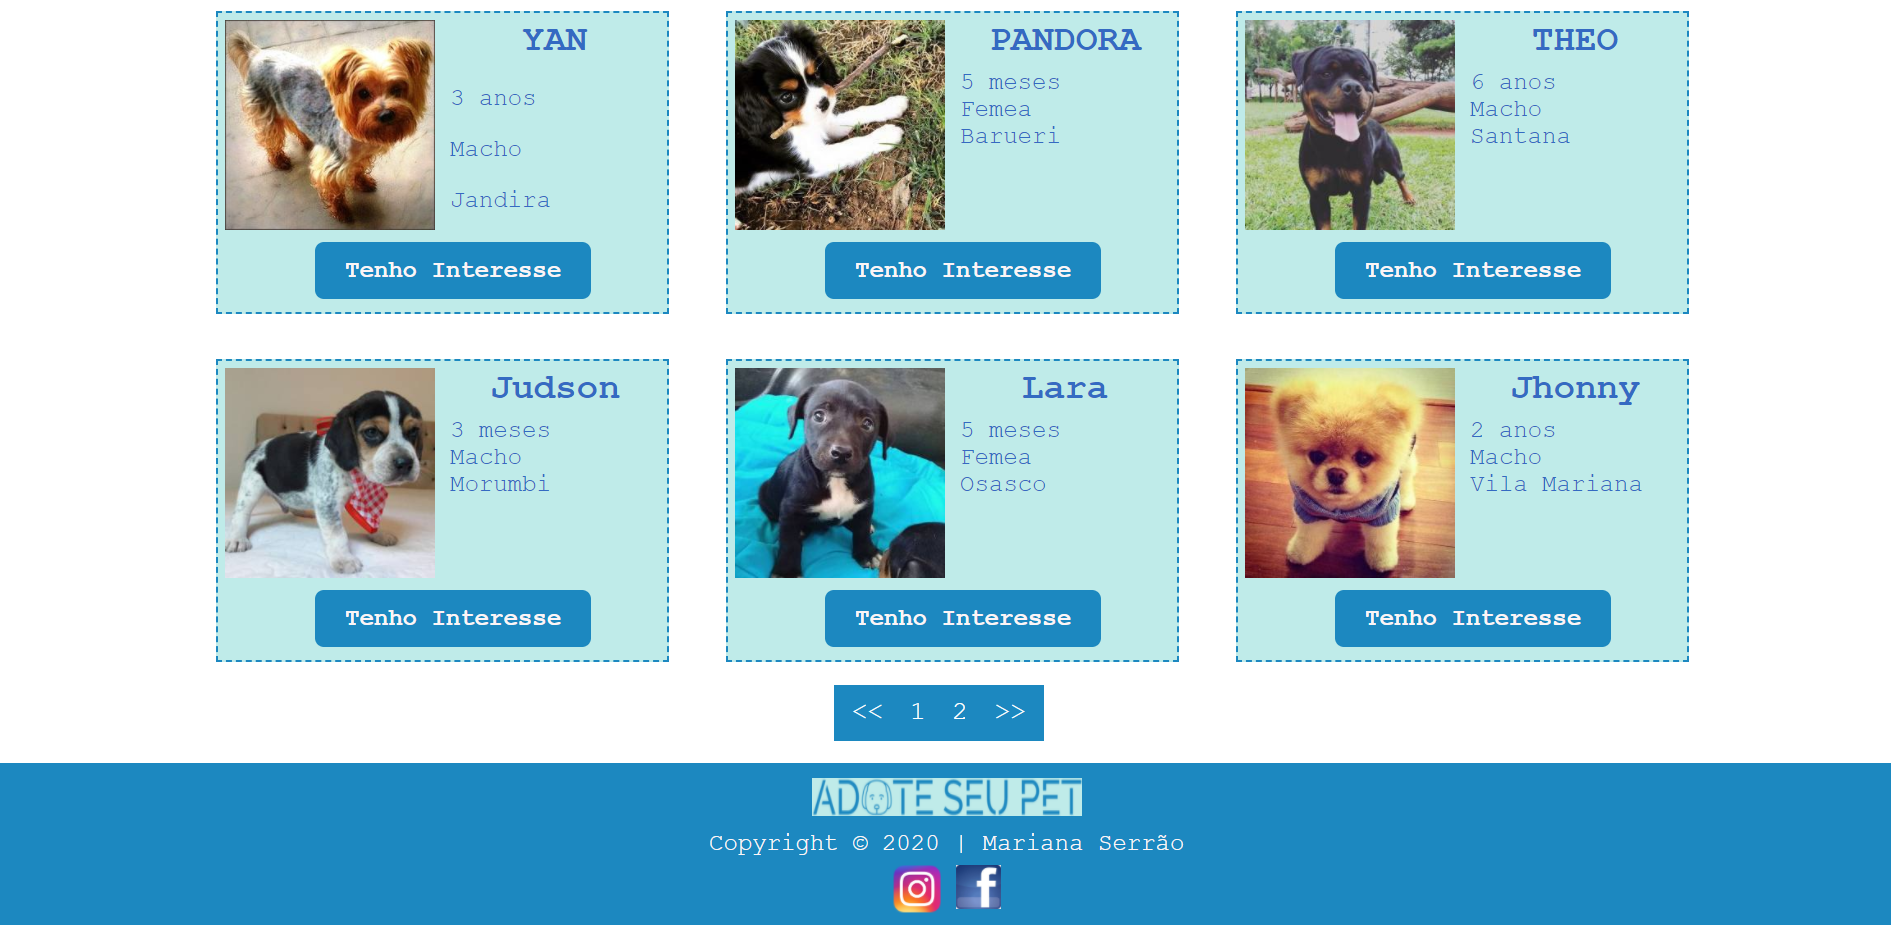 YAN
3 anos
Macho
Jandira
Tenho Interesse
PANDORA
5 meses
Femea
Barueri
Tenho Interesse
THEO
6 anos
Macho
Santana
Tenho Interesse
Judson
3 meses
Macho
Morumbi
Tenho Interesse
Lara
5 meses
Femea
Osasco
Tenho Interesse
Jhonny
2 anos
Macho
Vila Mariana
Tenho Interesse
<< 1 2 >>
ADOTE SEU PET
Copyright © 2020 | Mariana Serrão